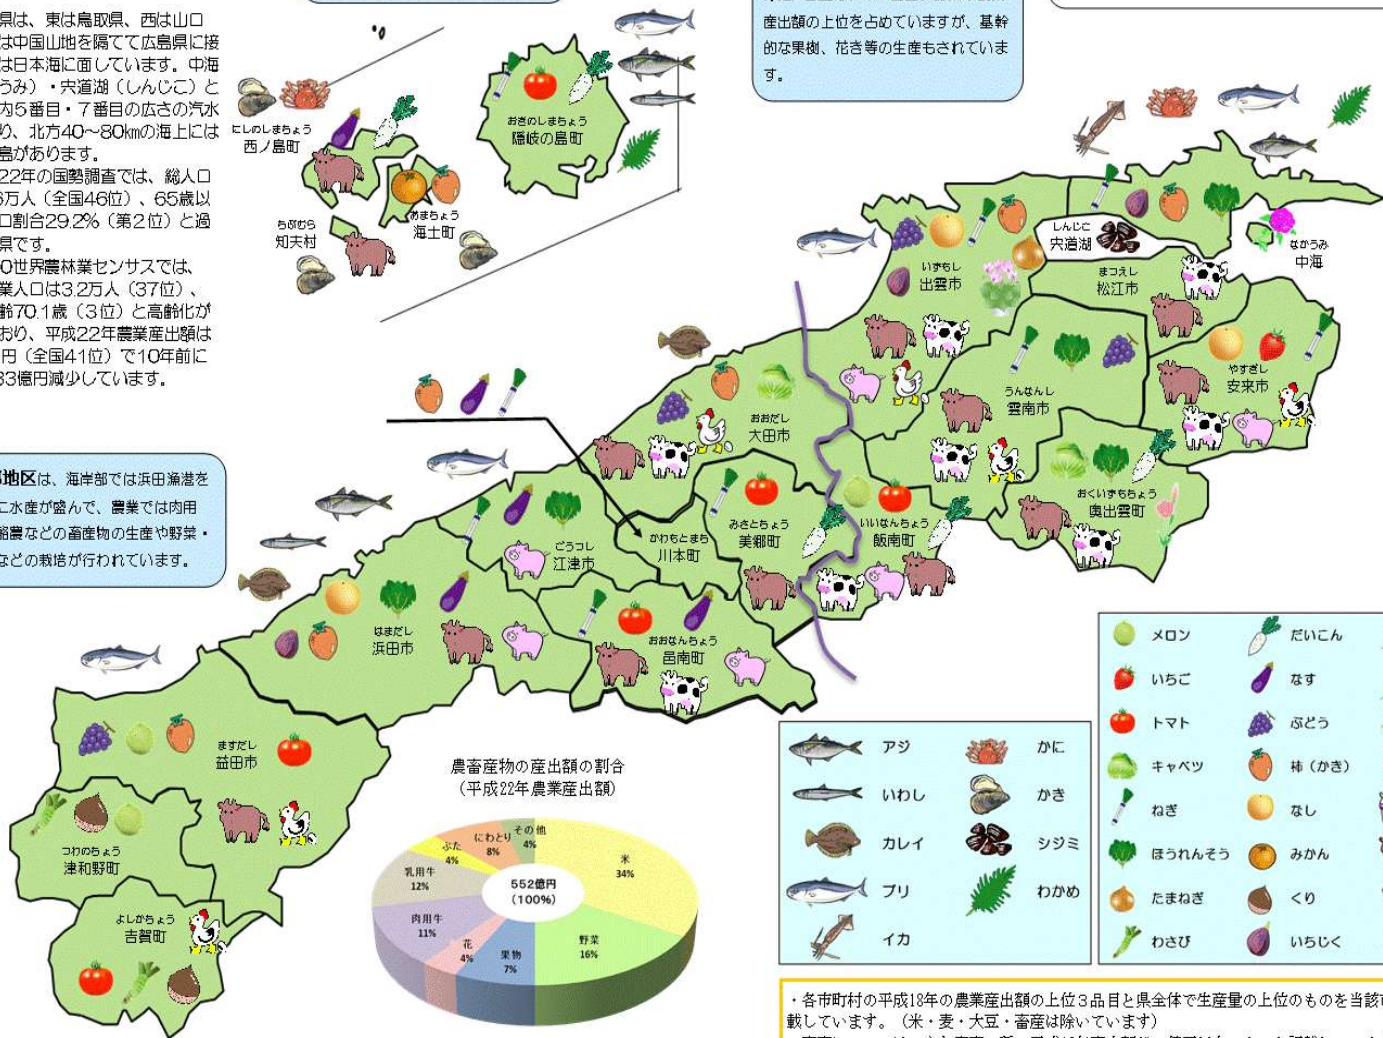 県は、東は鳥取県、西は山口
は中国山地を隔てて広島県に接
は日本海に面しています。中海
うみ）・宍道湖（しんじこ）と
内５番目・７番目の広さの汽水
り、北方40～80㎞の海上には
島があります。
22年の国勢調査では、総人口
万人（全国46位）、65歳以
口割合29.2%（第２位）と過
県です。
0世界農林業センサスでは、
業人口は3.2万人（37位）、
齢70.1歳（３位）と高齢化が
おり、平成22年農業産出額は
円（全国41位）で10年前に
33億円減少しています。
産出額の上位を占めていますが、基幹
的な果樹、花き等の生産もされていま
す。
地区は、海岸部では浜田漁港を
に水産が盛んで、農業では肉用
酪農などの畜産物の生産や野菜・
などの栽培が行われています。
にしのしまちょう
西ノ島町
おきのしまちょう
隠岐の島町
あまちょう
海士町
ちぶむら
知夫村
しんじこ
宍道湖
なかうみ
中海
いずもし
出雲市
まつえし
松江市
やすぎし
安来市
うんなんし
雲南市
おおだし
大田市
おくいずもちょう
奥出雲町
みさとちょう
美郷町
いいなんちょう
飯南町
かわもとまち
川本町
ごうつし
江津市
はまだし
浜田市
おおなんちょう
邑南町
ますだし
益田市
つわのちょう
津和野町
よしかちょう
吉賀町
農畜産物の産出額の割合
（平成22年農業産出額）
552億円
（100%）
米
34%
野菜
16%
果物
7%
花
4%
肉用牛
11%
乳用牛
12%
ぶた
4%
にわとり
8%
その他
4%
アジ
いわし
カレイ
ブリ
イカ
かに
かき
シジミ
わかめ
メロン
いちご
トマト
キャベツ
ねぎ
ほうれんそう
たまねぎ
わさび
だいこん
なす
ぶどう
柿（かき）
なし
みかん
くり
いちじく
・各市町村の平成18年の農業産出額の上位３品目と県全体で生産量の上位のものを当該
載しています。（米・麦・大豆・畜産は除いています）